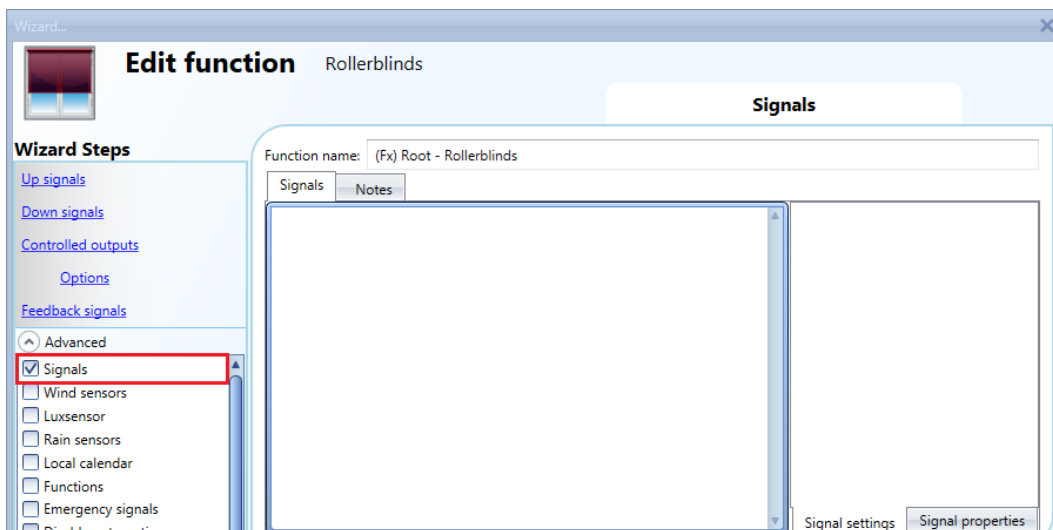 Wizard...
Edit function Rollerblinds
Signals
Wizard Steps
Up signals
Down signals
Controlled outputs
Options
Feedback signals
Advanced
Signals
Wind sensors
Luxsensor
Rain sensors
Local calendar
Functions
Emergency signals
Function name: (Fx) Root - Rollerblinds
Signals Notes
Signal settings Signal properties